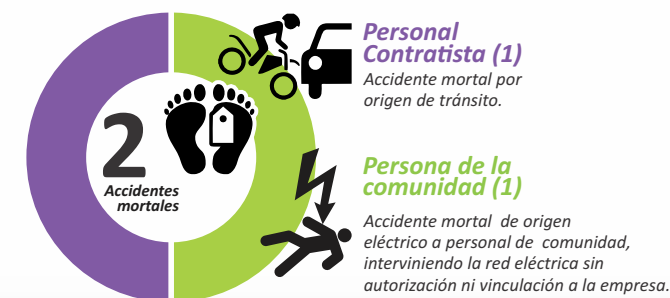 2
Accidentes
mortales
Personal
Contratista (1)
Accidente mortal por
origen de tránsito.
Persona de la
comunidad (1)
Accidente mortal de origen
eléctrico a personal de comunidad,
interviniendo la red eléctrica sin
autorización ni vinculación a la empresa.